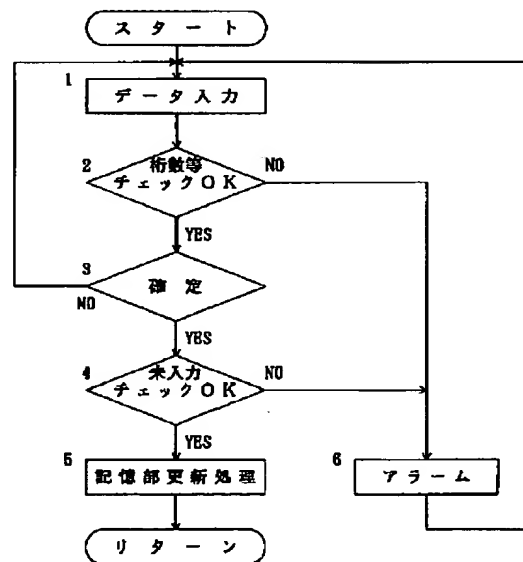 スタート
1
データ入力
2
桁数等
チェックOK
NO
YES
3
確定
NO
YES
4
未入力
チェックOK
NO
YES
5
記憶部更新処理
6
アラーム
リターン